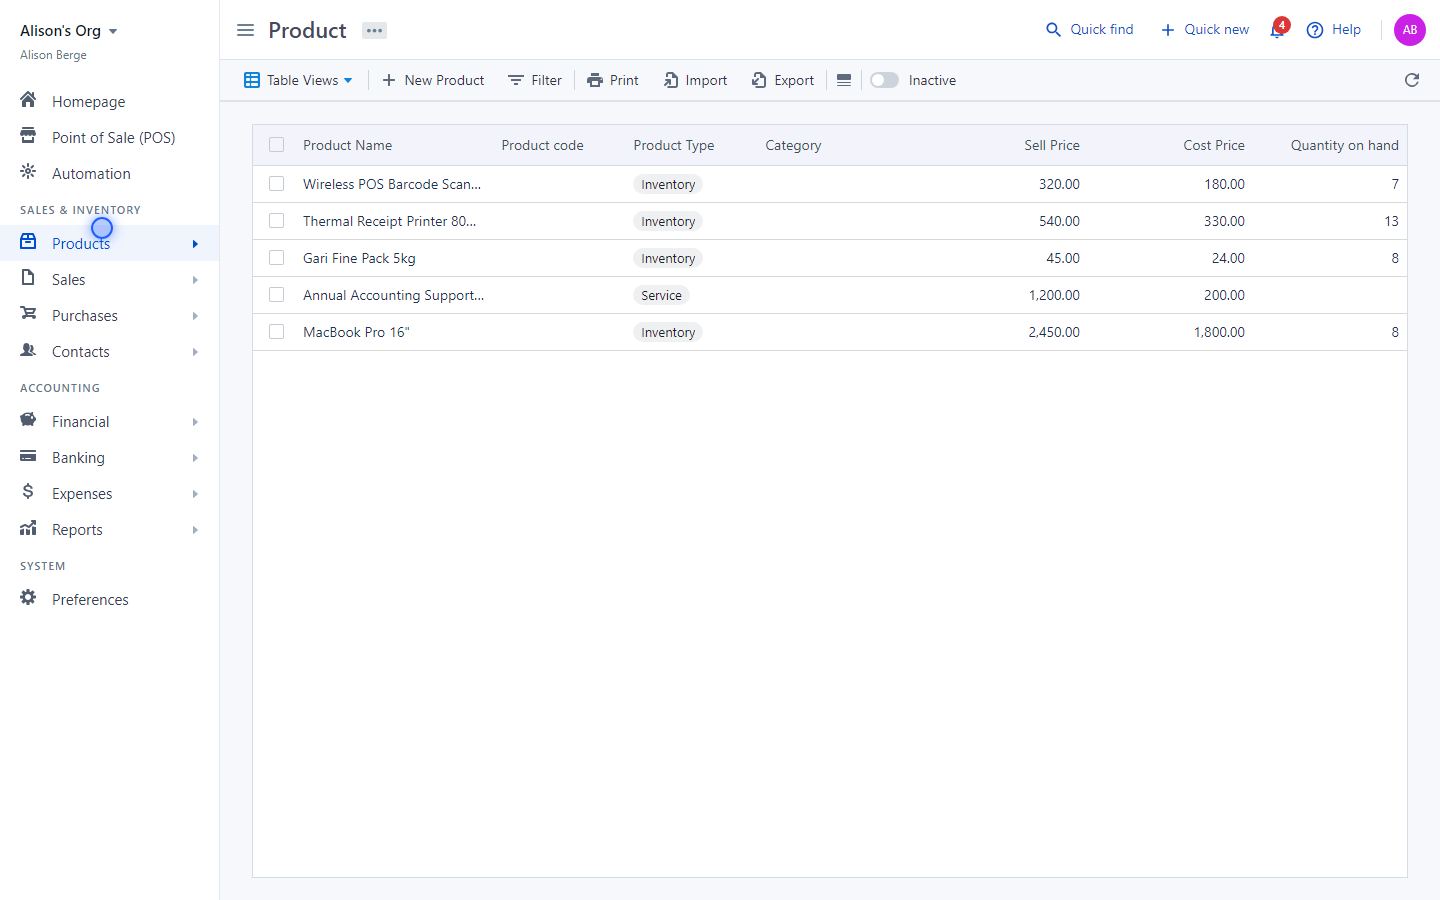 Alison's Org
Alison Berge
Homepage
Point of Sale (POS)
Automation
SALES & INVENTORY
Products
Sales
Purchases
Contacts
ACCOUNTING
Financial
Banking
Expenses
Reports
SYSTEM
Preferences
Product
Quick find
Quick new
4
Help
AB
Table Views
New Product
Filter
Print
Import
Export
Inactive
Product Name Product code Product Type Category Sell Price Cost Price Quantity on hand
Wireless POS Barcode Scan... Inventory 320.00 180.00 7
Thermal Receipt Printer 80... Inventory 540.00 330.00 13
Gari Fine Pack 5kg Inventory 45.00 24.00 8
Annual Accounting Support... Service 1,200.00 200.00
MacBook Pro 16" Inventory 2,450.00 1,800.00 8